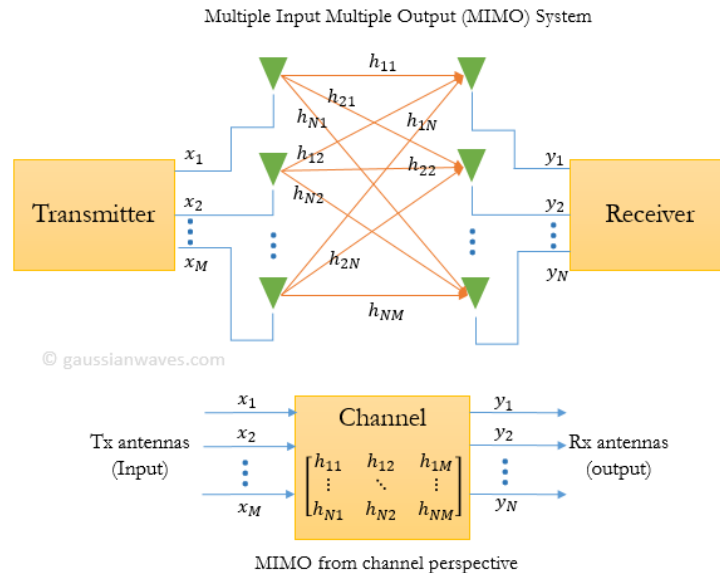 Multiple Input Multiple Output (MIMO) System
h11
h21
hN1
h1N
x1
h12
h22
y1
hN2
Transmitter
x2
y2
Receiver
xM
h2N
yN
hNM
© gaussianwaves.com
x1
Channel
y1
Tx antennas
(Input)
x2
y2
Rx antennas
(output)
h11 h12 h1M
⋮ ⋱ ⋮
hN1 hN2 hNM
xM
yN
MIMO from channel perspective